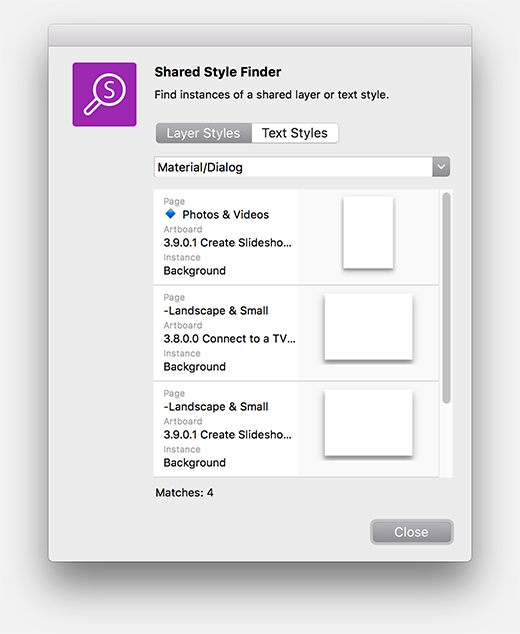 S
Shared Style Finder
Find instances of a shared layer or text style.
Layer Styles Text Styles
Material/Dialog
Page
Photos & Videos
Artboard
3.9.0.1 Create Slidesho...
Instance
Background
Page
-Landscape & Small
Artboard
3.8.0.0 Connect to a TV...
Instance
Background
Page
-Landscape & Small
Artboard
3.9.0.1 Create Slidesho...
Instance
Background
Matches: 4
Close